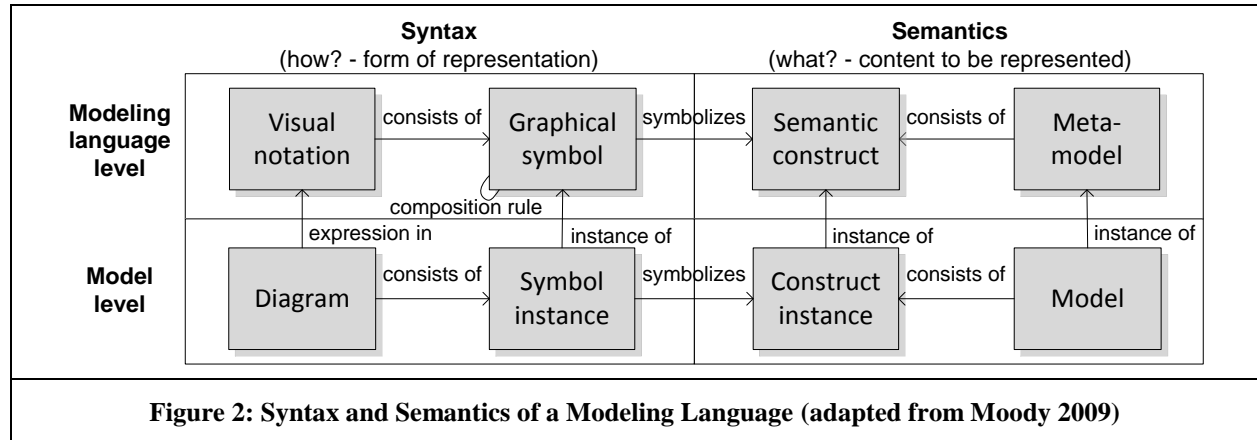 Syntax
(how? - form of representation)
Semantics
(what? - content to be represented)
Modeling
language
level
Visual
notation
consists of
Graphical
symbol
symbolizes
Semantic
construct
consists of
Meta-
model
composition rule
expression in
instance of
instance of
instance of
Model
level
Diagram
consists of
Symbol
instance
symbolizes
Construct
instance
consists of
Model
Figure 2: Syntax and Semantics of a Modeling Language (adapted from Moody 2009)